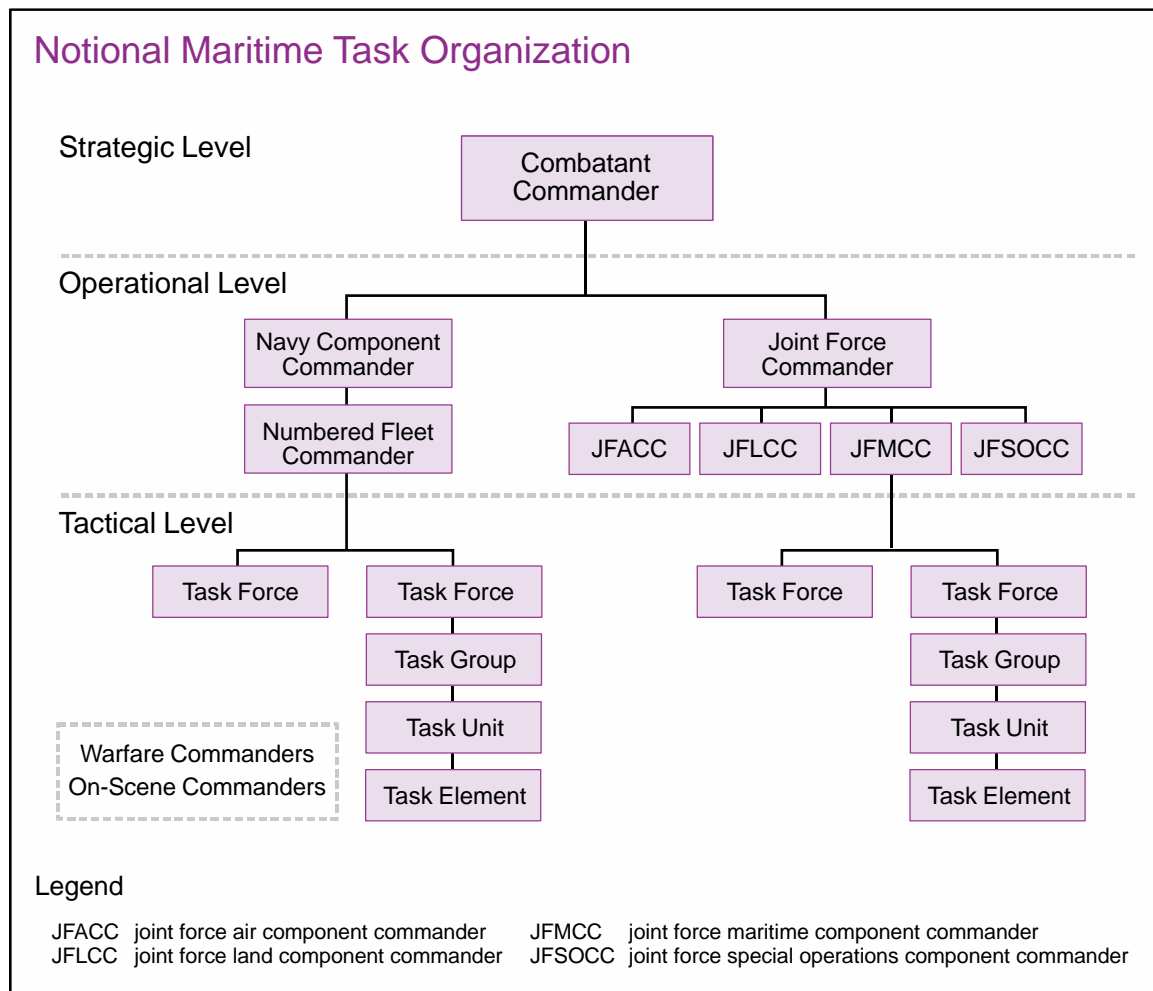 Notional Maritime Task Organization
Strategic Level
Combatant
Commander
Operational Level
Navy Component
Commander
Joint Force
Commander
Numbered Fleet
Commander
JFACC
JFLCC
JFMCC
JFSOCC
Tactical Level
Task Force
Task Force
Task Force
Task Force
Task Group
Task Group
Task Unit
Task Unit
Warfare Commanders
On-Scene Commanders
Task Element
Task Element
Legend
JFACC joint force air component commander
JFLCC joint force land component commander
JFMCC joint force maritime component commander
JFSOCC joint force special operations component commander